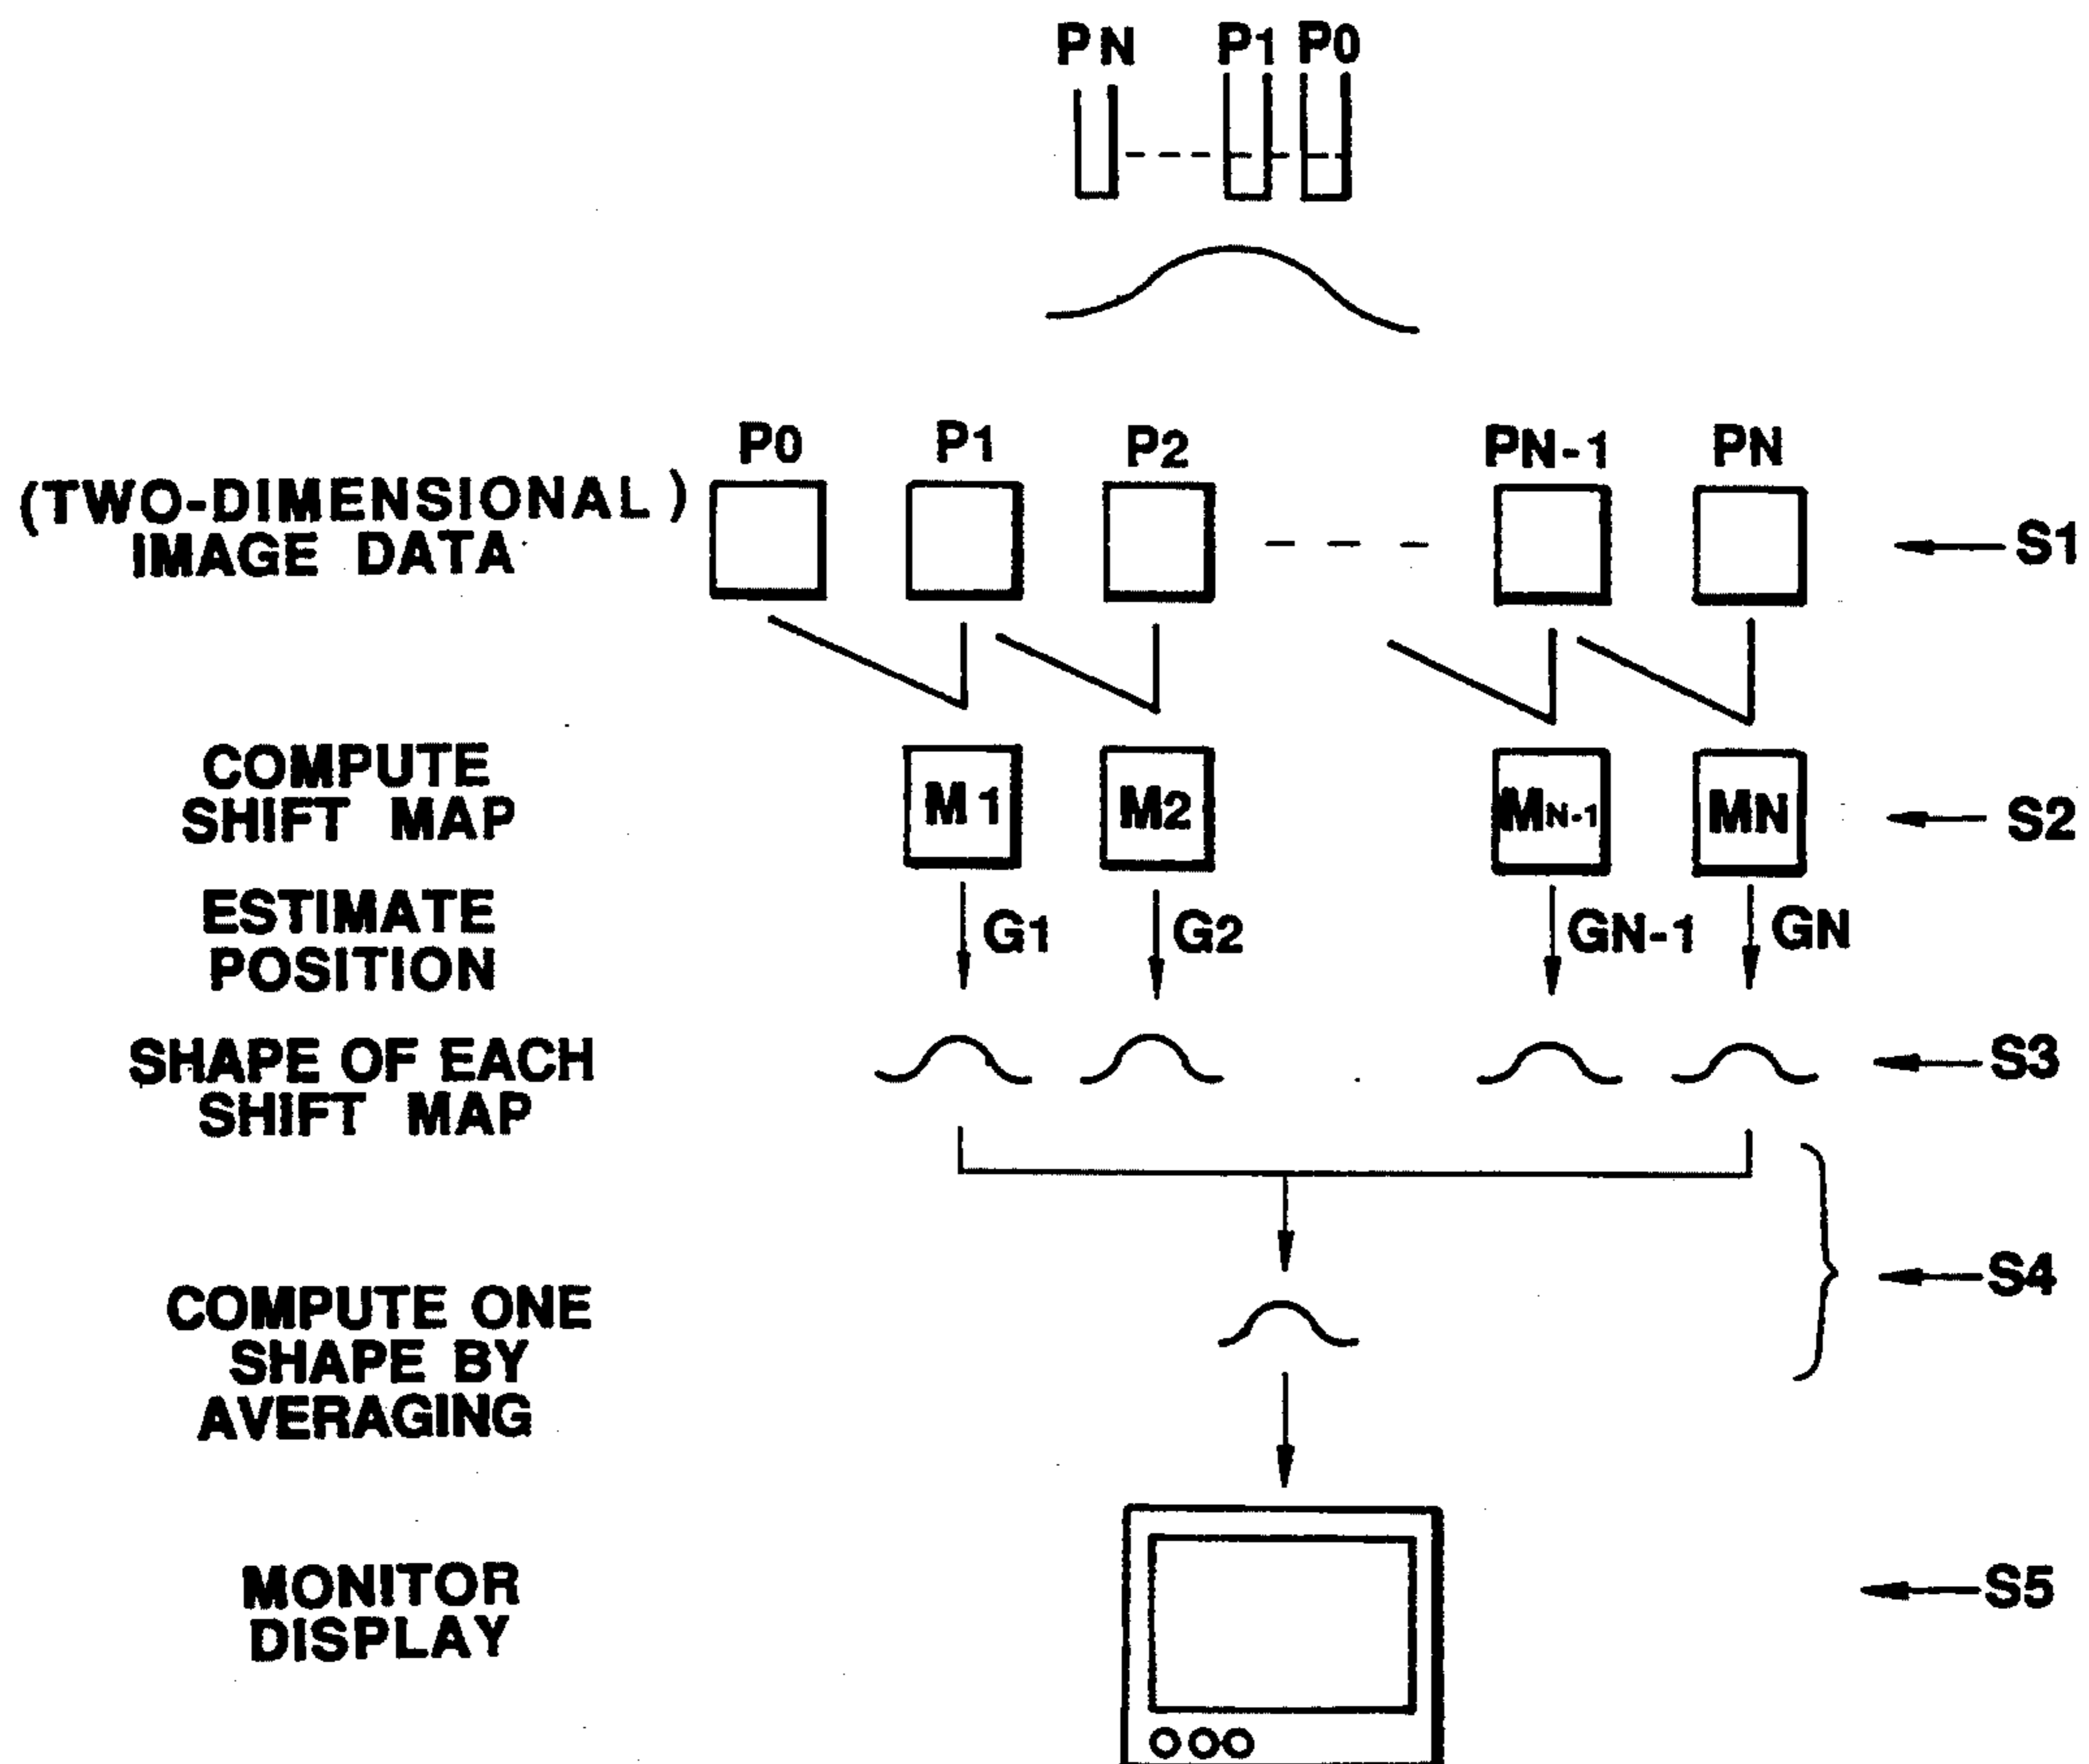 PN P1 P0
P0 P1 P2 PN-1 PN
(TWO-DIMENSIONAL)
IMAGE DATA
S1
COMPUTE
SHIFT MAP
M1 M2 MN-1 MN
S2
ESTIMATE
POSITION
G1 G2 GN-1 GN
SHAPE OF EACH
SHIFT MAP
S3
COMPUTE ONE
SHAPE BY
AVERAGING
S4
MONITOR
DISPLAY
S5